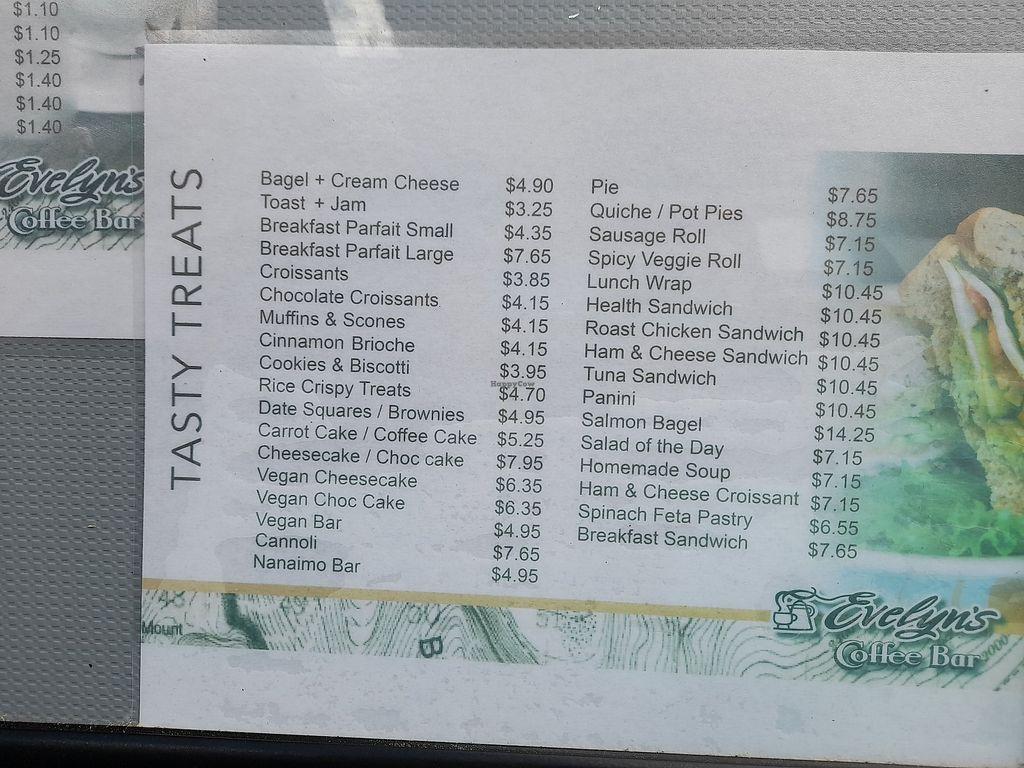 $1.10
$1.10
$1.25
$1.40
$1.40
$1.40
Evelyn's
Coffee Bar
TASTY TREATS
Bagel + Cream Cheese $4.90
Toast + Jam $3.25
Breakfast Parfait Small $4.35
Breakfast Parfait Large $7.65
Croissants $3.85
Chocolate Croissants $4.15
Muffins & Scones $4.15
Cinnamon Brioche $4.15
Cookies & Biscotti $3.95
Rice Crispy Treats $4.70
Date Squares / Brownies $4.95
Carrot Cake / Coffee Cake $5.25
Cheesecake / Choc cake $7.95
Vegan Cheesecake $6.35
Vegan Choc Cake $6.35
Vegan Bar $4.95
Cannoli $7.65
Nanaimo Bar $4.95
Pie $7.65
Quiche / Pot Pies $8.75
Sausage Roll $7.15
Spicy Veggie Roll $7.15
Lunch Wrap $10.45
Health Sandwich $10.45
Roast Chicken Sandwich $10.45
Ham & Cheese Sandwich $10.45
Tuna Sandwich $10.45
Panini $10.45
Salmon Bagel $14.25
Salad of the Day $7.15
Homemade Soup $7.15
Ham & Cheese Croissant $7.15
Spinach Feta Pastry $6.55
Breakfast Sandwich $7.65
HappyCow
Mount
B
Evelyn's
Coffee Bar